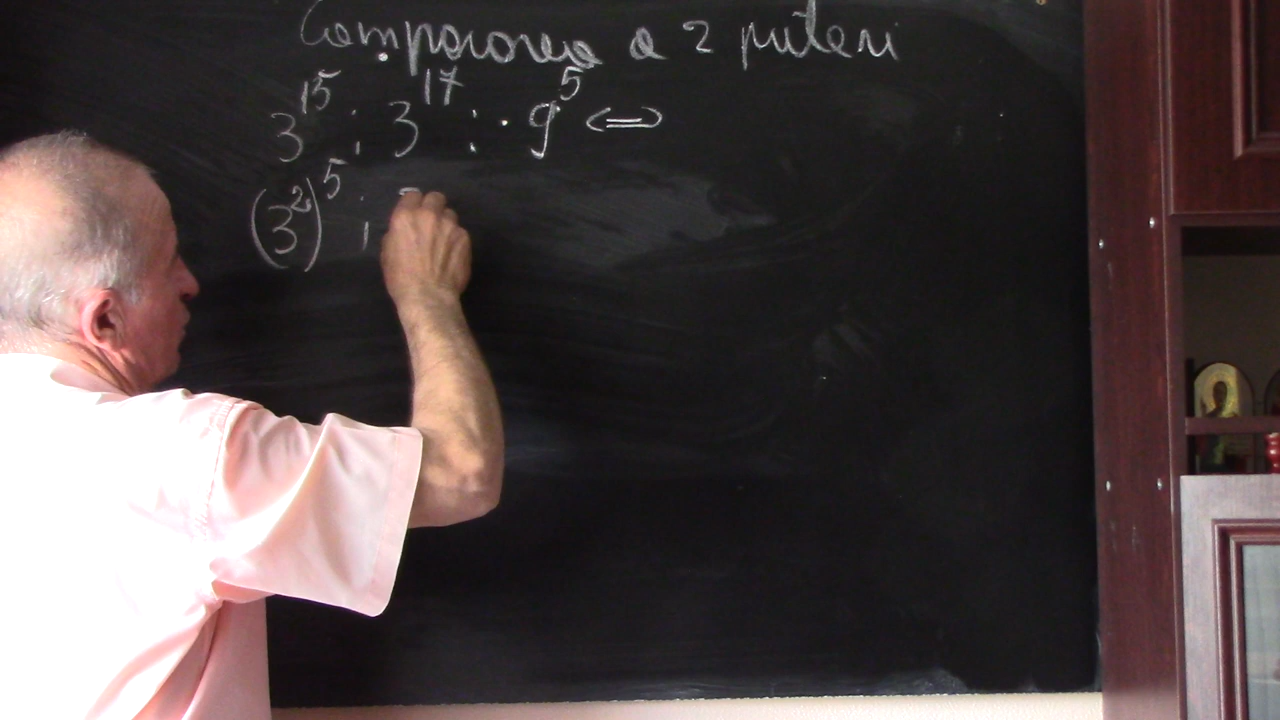 Compararea a 2 puteri
3^15 ; 3^17 ; 9^5 <=>
(3^2)^5 ;